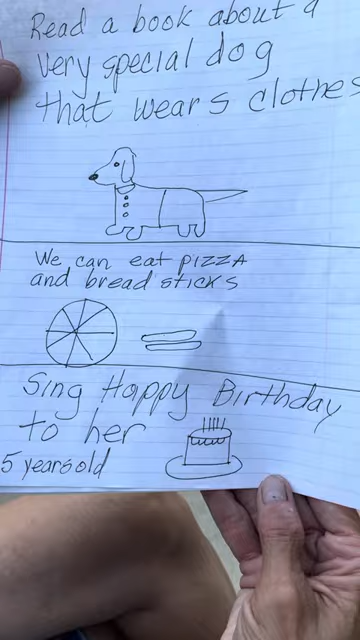 Read a book about a
very special dog
that wears clothes
We can eat PIZZA
and bread sticks
Sing Happy Birthday
to her
5 years old